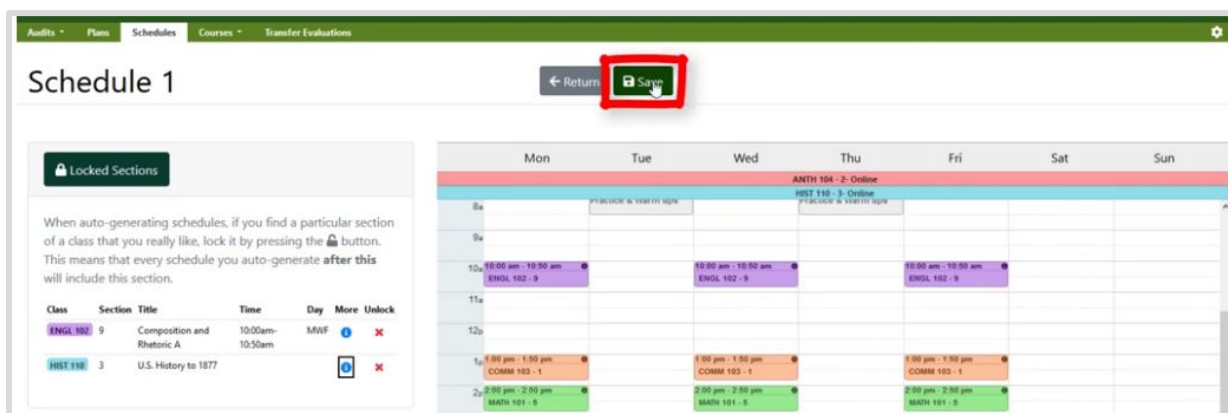 Audits Plans Schedules Courses Transfer Evaluations
Schedule 1
Return Save
Locked Sections
When auto-generating schedules, if you find a particular section
of a class that you really like, lock it by pressing the button.
This means that every schedule you auto-generate after this
will include this section.
Class Section Title Time Day More Unlock
ENGL 102 9 Composition and 10:00am- MWF
Rhetoric A 10:50am
HIST 110 3 U.S. History to 1877
Mon Tue Wed Thu Fri Sat Sun
ANTH 104 - 2- Online
HIST 110 - 3- Online
8a Practice & Warm ups Practice & Warm ups
9a
10a 10:00 am - 10:50 am 10:00 am - 10:50 am 10:00 am - 10:50 am
ENGL 102 - 9 ENGL 102 - 9 ENGL 102 - 9
11a
12p
1p 1:00 pm - 1:50 pm 1:00 pm - 1:50 pm 1:00 pm - 1:50 pm
COMM 103 - 1 COMM 103 - 1 COMM 103 - 1
2p 2:00 pm - 2:50 pm 2:00 pm - 2:50 pm 2:00 pm - 2:50 pm
MATH 101 - 5 MATH 101 - 5 MATH 101 - 5